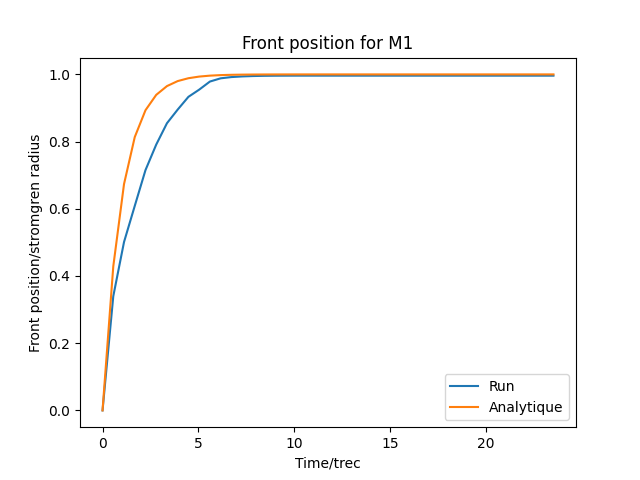 Front position for M1
1.0
0.8
0.6
0.4
0.2
0.0
Front position/stromgren radius
0
5
10
15
20
Time/trec
Run
Analytique